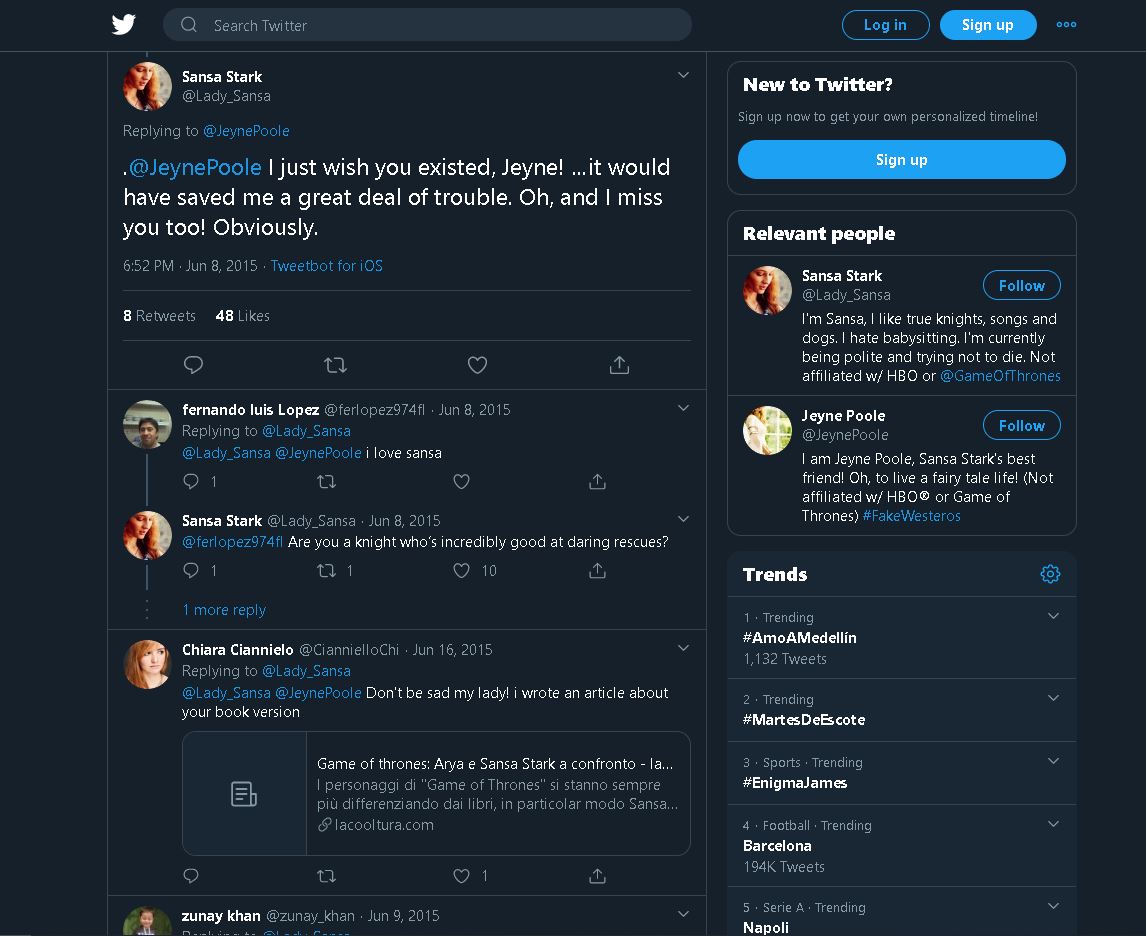 Search Twitter
Log in
Sign up
Sansa Stark
@Lady_Sansa
Replying to @JeynePoole
.@JeynePoole I just wish you existed, Jeyne! ...it would
have saved me a great deal of trouble. Oh, and I miss
you too! Obviously.
6:52 PM · Jun 8, 2015 · Tweetbot for iOS
8 Retweets 48 Likes
fernando luis Lopez @ferlopez974fl · Jun 8, 2015
Replying to @Lady_Sansa
@Lady_Sansa @JeynePoole i love sansa
1
Sansa Stark @Lady_Sansa · Jun 8, 2015
@ferlopez974fl Are you a knight who's incredibly good at daring rescues?
1 1 10
1 more reply
Chiara Ciannielo @CiannielloChi · Jun 16, 2015
Replying to @Lady_Sansa
@Lady_Sansa @JeynePoole Don't be sad my lady! i wrote an article about
your book version
Game of thrones: Arya e Sansa Stark a confronto - la...
I personaggi di "Game of Thrones" si stanno sempre
più differenziando dai libri, in particolar modo Sansa...
lacooltura.com
1
zunay khan @zunay_khan · Jun 9, 2015
Replying to @Lady_Sansa
New to Twitter?
Sign up now to get your own personalized timeline!
Sign up
Relevant people
Sansa Stark
@Lady_Sansa
Follow
I'm Sansa, I like true knights, songs and
dogs. I hate babysitting. I'm currently
being polite and trying not to die. Not
affiliated w/ HBO or @GameOfThrones
Jeyne Poole
@JeynePoole
Follow
I am Jeyne Poole, Sansa Stark's best
friend! Oh, to live a fairy tale life! (Not
affiliated w/ HBO® or Game of
Thrones) #FakeWesteros
Trends
1 · Trending
#AmoAMedellín
1,132 Tweets
2 · Trending
#MartesDeEscote
3 · Sports · Trending
#EnigmaJames
4 · Football · Trending
Barcelona
194K Tweets
5 · Serie A · Trending
Napoli